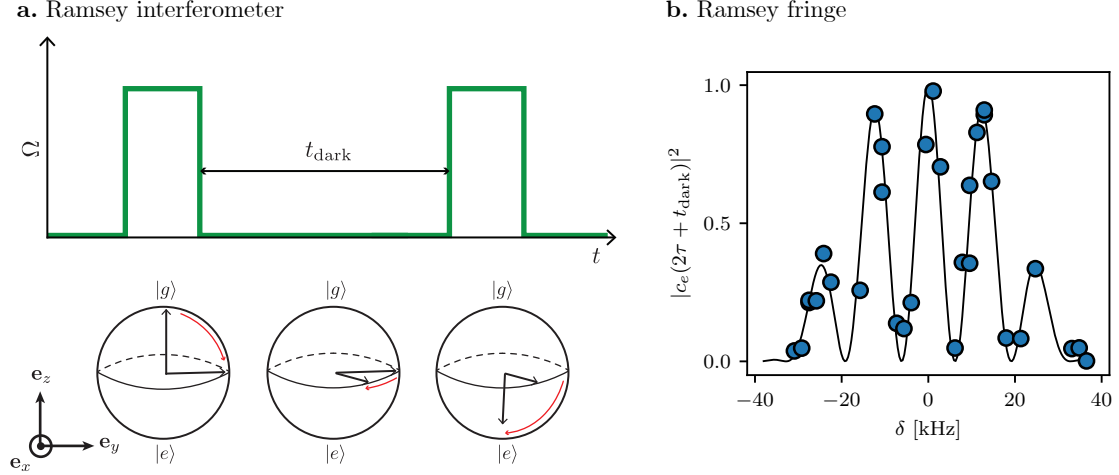 a. Ramsey interferometer
Ω
t_dark
t
|g⟩
|g⟩
|g⟩
|e⟩
|e⟩
|e⟩
e_z
e_y
e_x
b. Ramsey fringe
|c_e(2τ + t_dark)|²
1.0
0.5
0.0
−40
−20
0
20
40
δ [kHz]